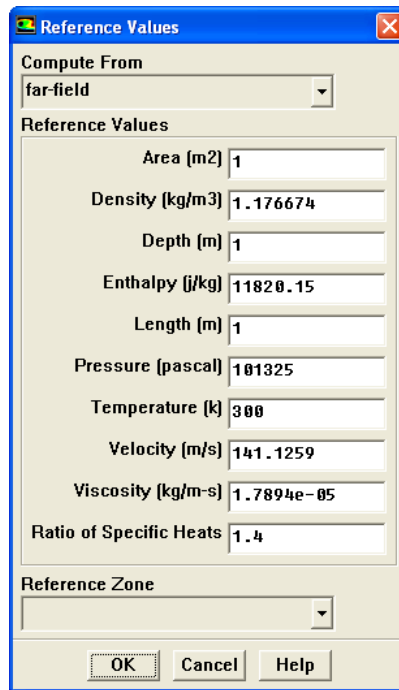 Reference Values
Compute From
far-field
Reference Values
Area (m2) 1
Density (kg/m3) 1.176674
Depth (m) 1
Enthalpy (j/kg) 11820.15
Length (m) 1
Pressure (pascal) 101325
Temperature (k) 300
Velocity (m/s) 141.1259
Viscosity (kg/m-s) 1.7894e-05
Ratio of Specific Heats 1.4
Reference Zone
OK Cancel Help